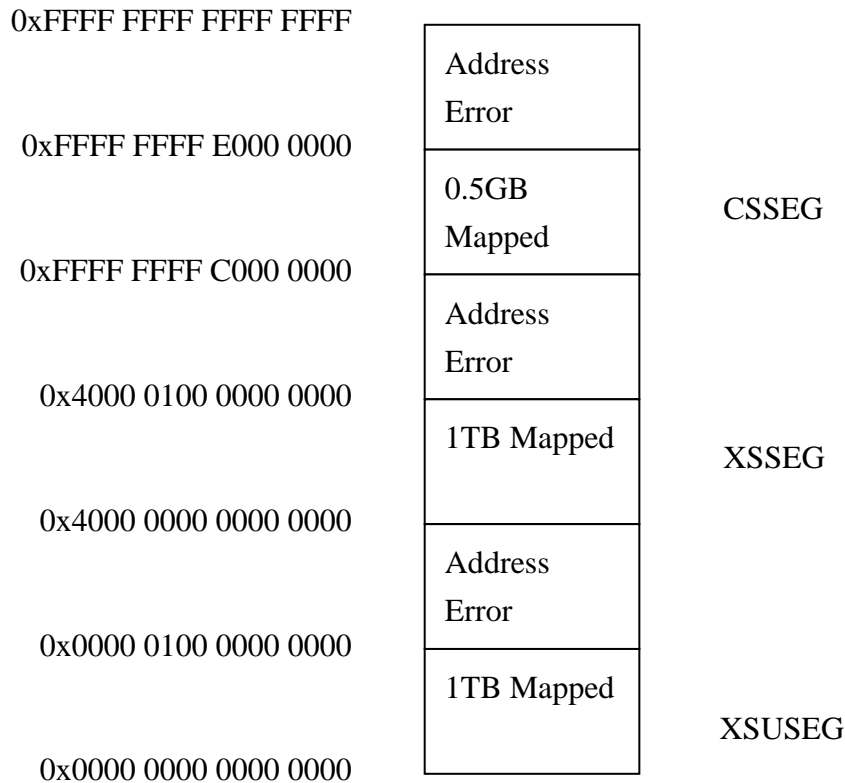 0xFFFF FFFF FFFF FFFF
Address
Error
0xFFFF FFFF E000 0000
0.5GB
Mapped
CSSEG
0xFFFF FFFF C000 0000
Address
Error
0x4000 0100 0000 0000
1TB Mapped
XSSEG
0x4000 0000 0000 0000
Address
Error
0x0000 0100 0000 0000
1TB Mapped
XSUSEG
0x0000 0000 0000 0000